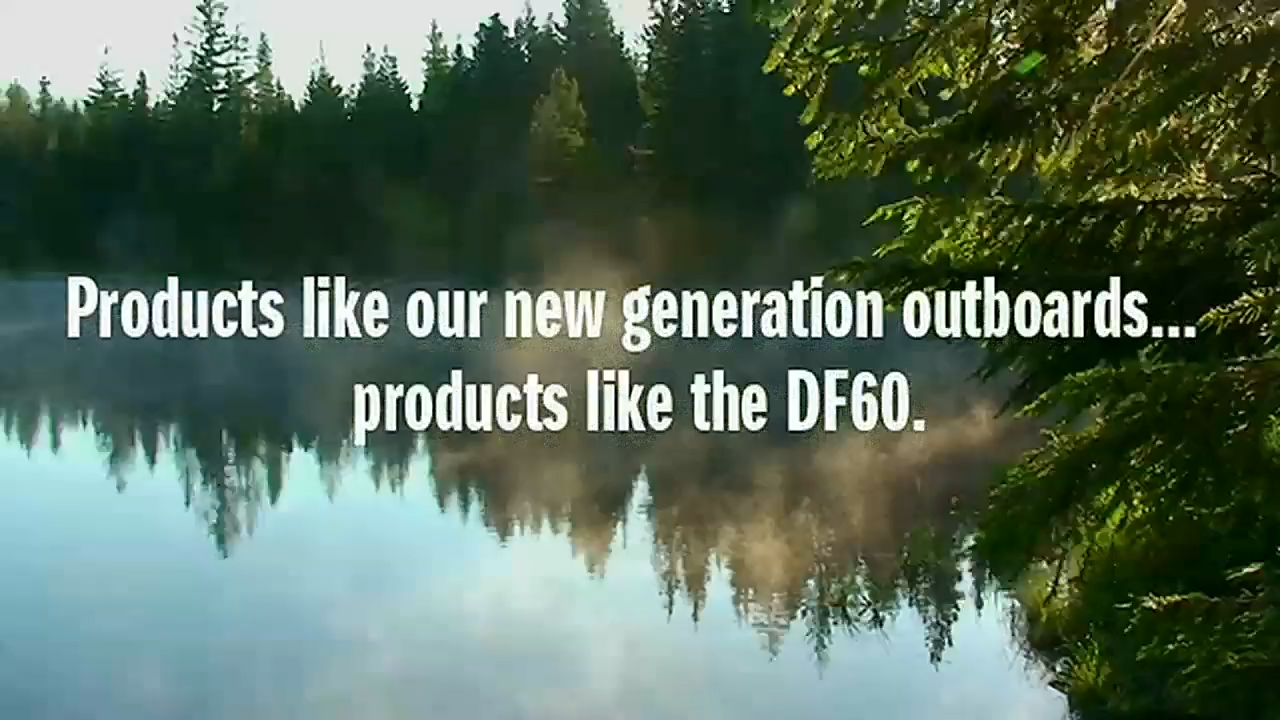 Products like our new generation outboards...
products like the DF60.